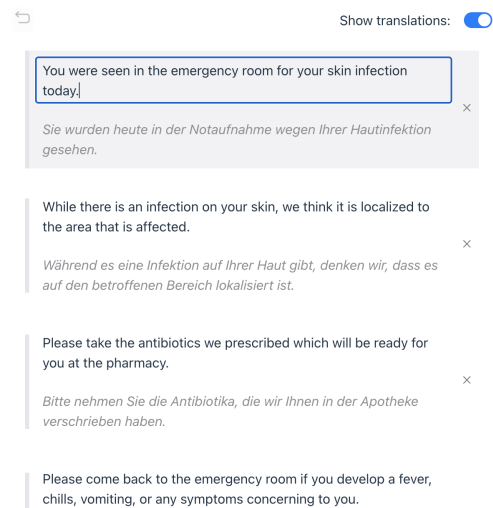 Show translations:
You were seen in the emergency room for your skin infection
today.
Sie wurden heute in der Notaufnahme wegen Ihrer Hautinfektion
gesehen.
While there is an infection on your skin, we think it is localized to
the area that is affected.
Während es eine Infektion auf Ihrer Haut gibt, denken wir, dass es
auf den betroffenen Bereich lokalisiert ist.
Please take the antibiotics we prescribed which will be ready for
you at the pharmacy.
Bitte nehmen Sie die Antibiotika, die wir Ihnen in der Apotheke
verschrieben haben.
Please come back to the emergency room if you develop a fever,
chills, vomiting, or any symptoms concerning to you.